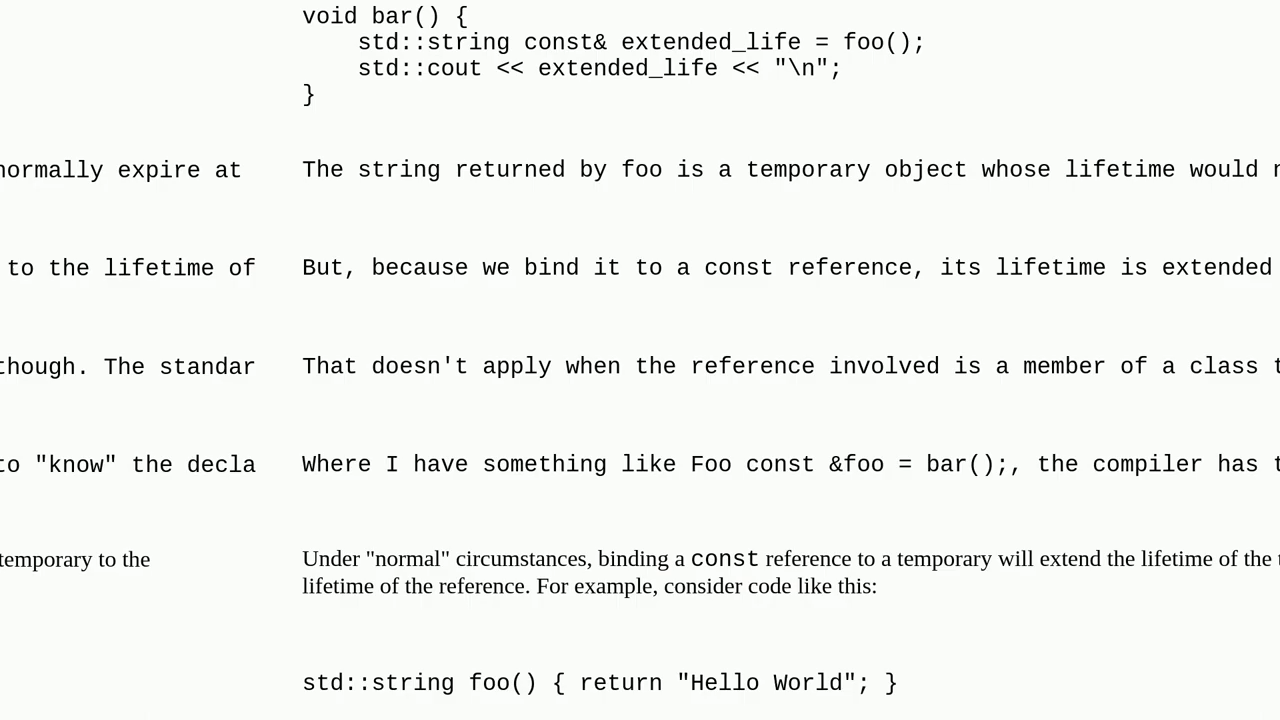 void bar() {
    std::string const& extended_life = foo();
    std::cout << extended_life << "\n";
}
normally expire at
The string returned by foo is a temporary object whose lifetime would n
to the lifetime of
But, because we bind it to a const reference, its lifetime is extended
though. The standar
That doesn't apply when the reference involved is a member of a class t
to "know" the decla
Where I have something like Foo const &foo = bar();, the compiler has t
temporary to the
Under "normal" circumstances, binding a const reference to a temporary will extend the lifetime of the t
lifetime of the reference. For example, consider code like this:
std::string foo() { return "Hello World"; }